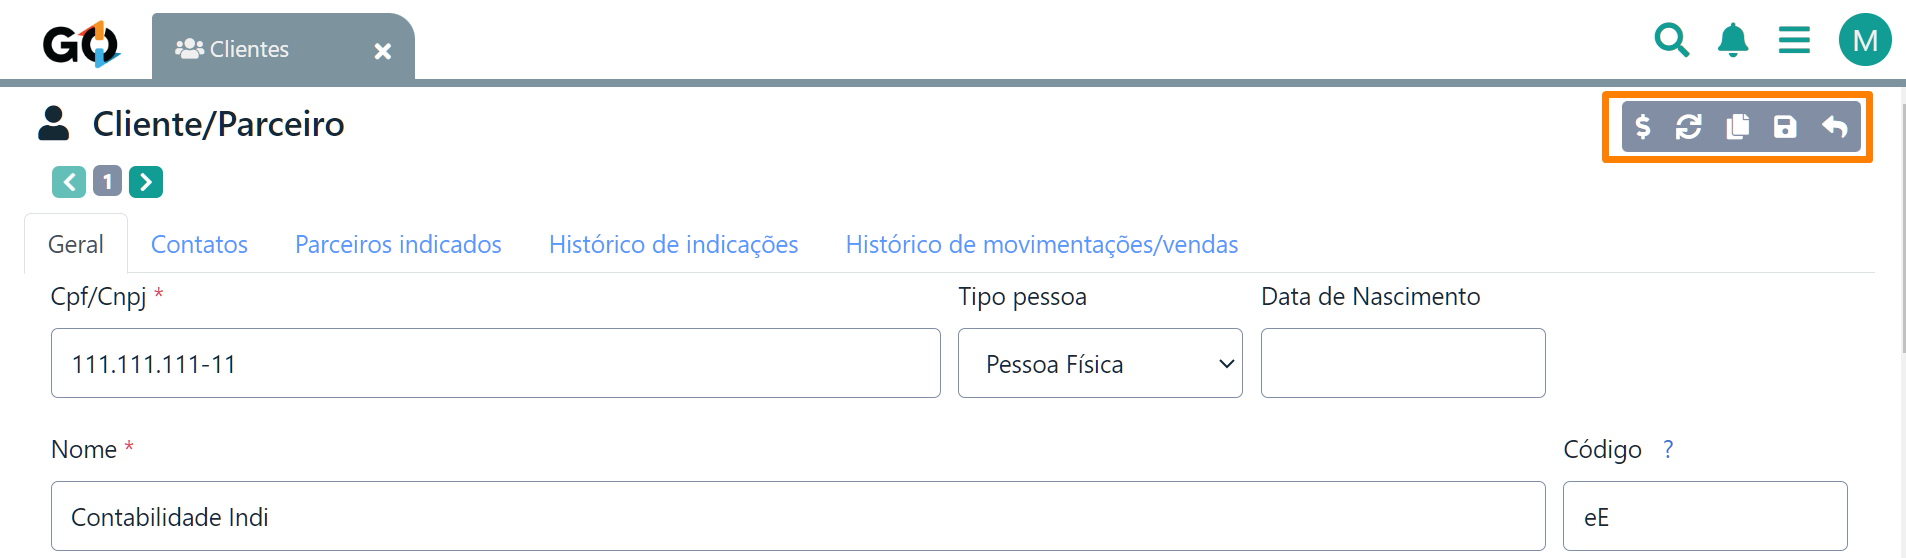 GO
Clientes
M
Cliente/Parceiro
$
1
Geral
Contatos
Parceiros indicados
Histórico de indicações
Histórico de movimentações/vendas
Cpf/Cnpj *
Tipo pessoa
Data de Nascimento
111.111.111-11
Pessoa Física
Nome *
Código ?
Contabilidade Indi
eE